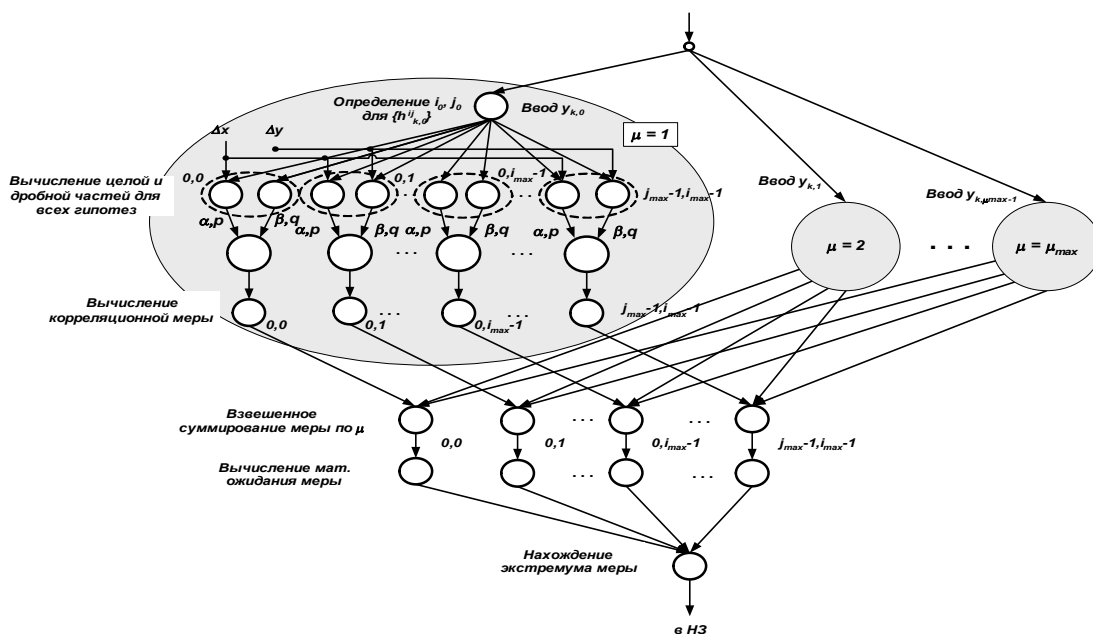 Определение i₀, j₀
для {hⁱʲₖ,₀}
Ввод yₖ,₀
μ = 1
Δx
Δy
Вычисление целой и
дробной частей для
всех гипотез
0,0
0,1
0,iₘₐₓ-1
jₘₐₓ-1,iₘₐₓ-1
Ввод yₖ,₁
Ввод yₖ,μₘₐₓ₋₁
α,p
β,q
α,p
β,q
α,p
β,q
α,p
β,q
μ = 2
. . .
μ = μₘₐₓ
. . .
. . .
Вычисление
корреляционной меры
0,0
0,1
. . .
0,iₘₐₓ-1
. . .
jₘₐₓ-1,iₘₐₓ-1
Взвешенное
суммирование меры по μ
. . .
. . .
0,0
0,1
0,iₘₐₓ-1
jₘₐₓ-1,iₘₐₓ-1
Вычисление мат.
ожидания меры
. . .
. . .
Нахождение
экстремума меры
в НЗ